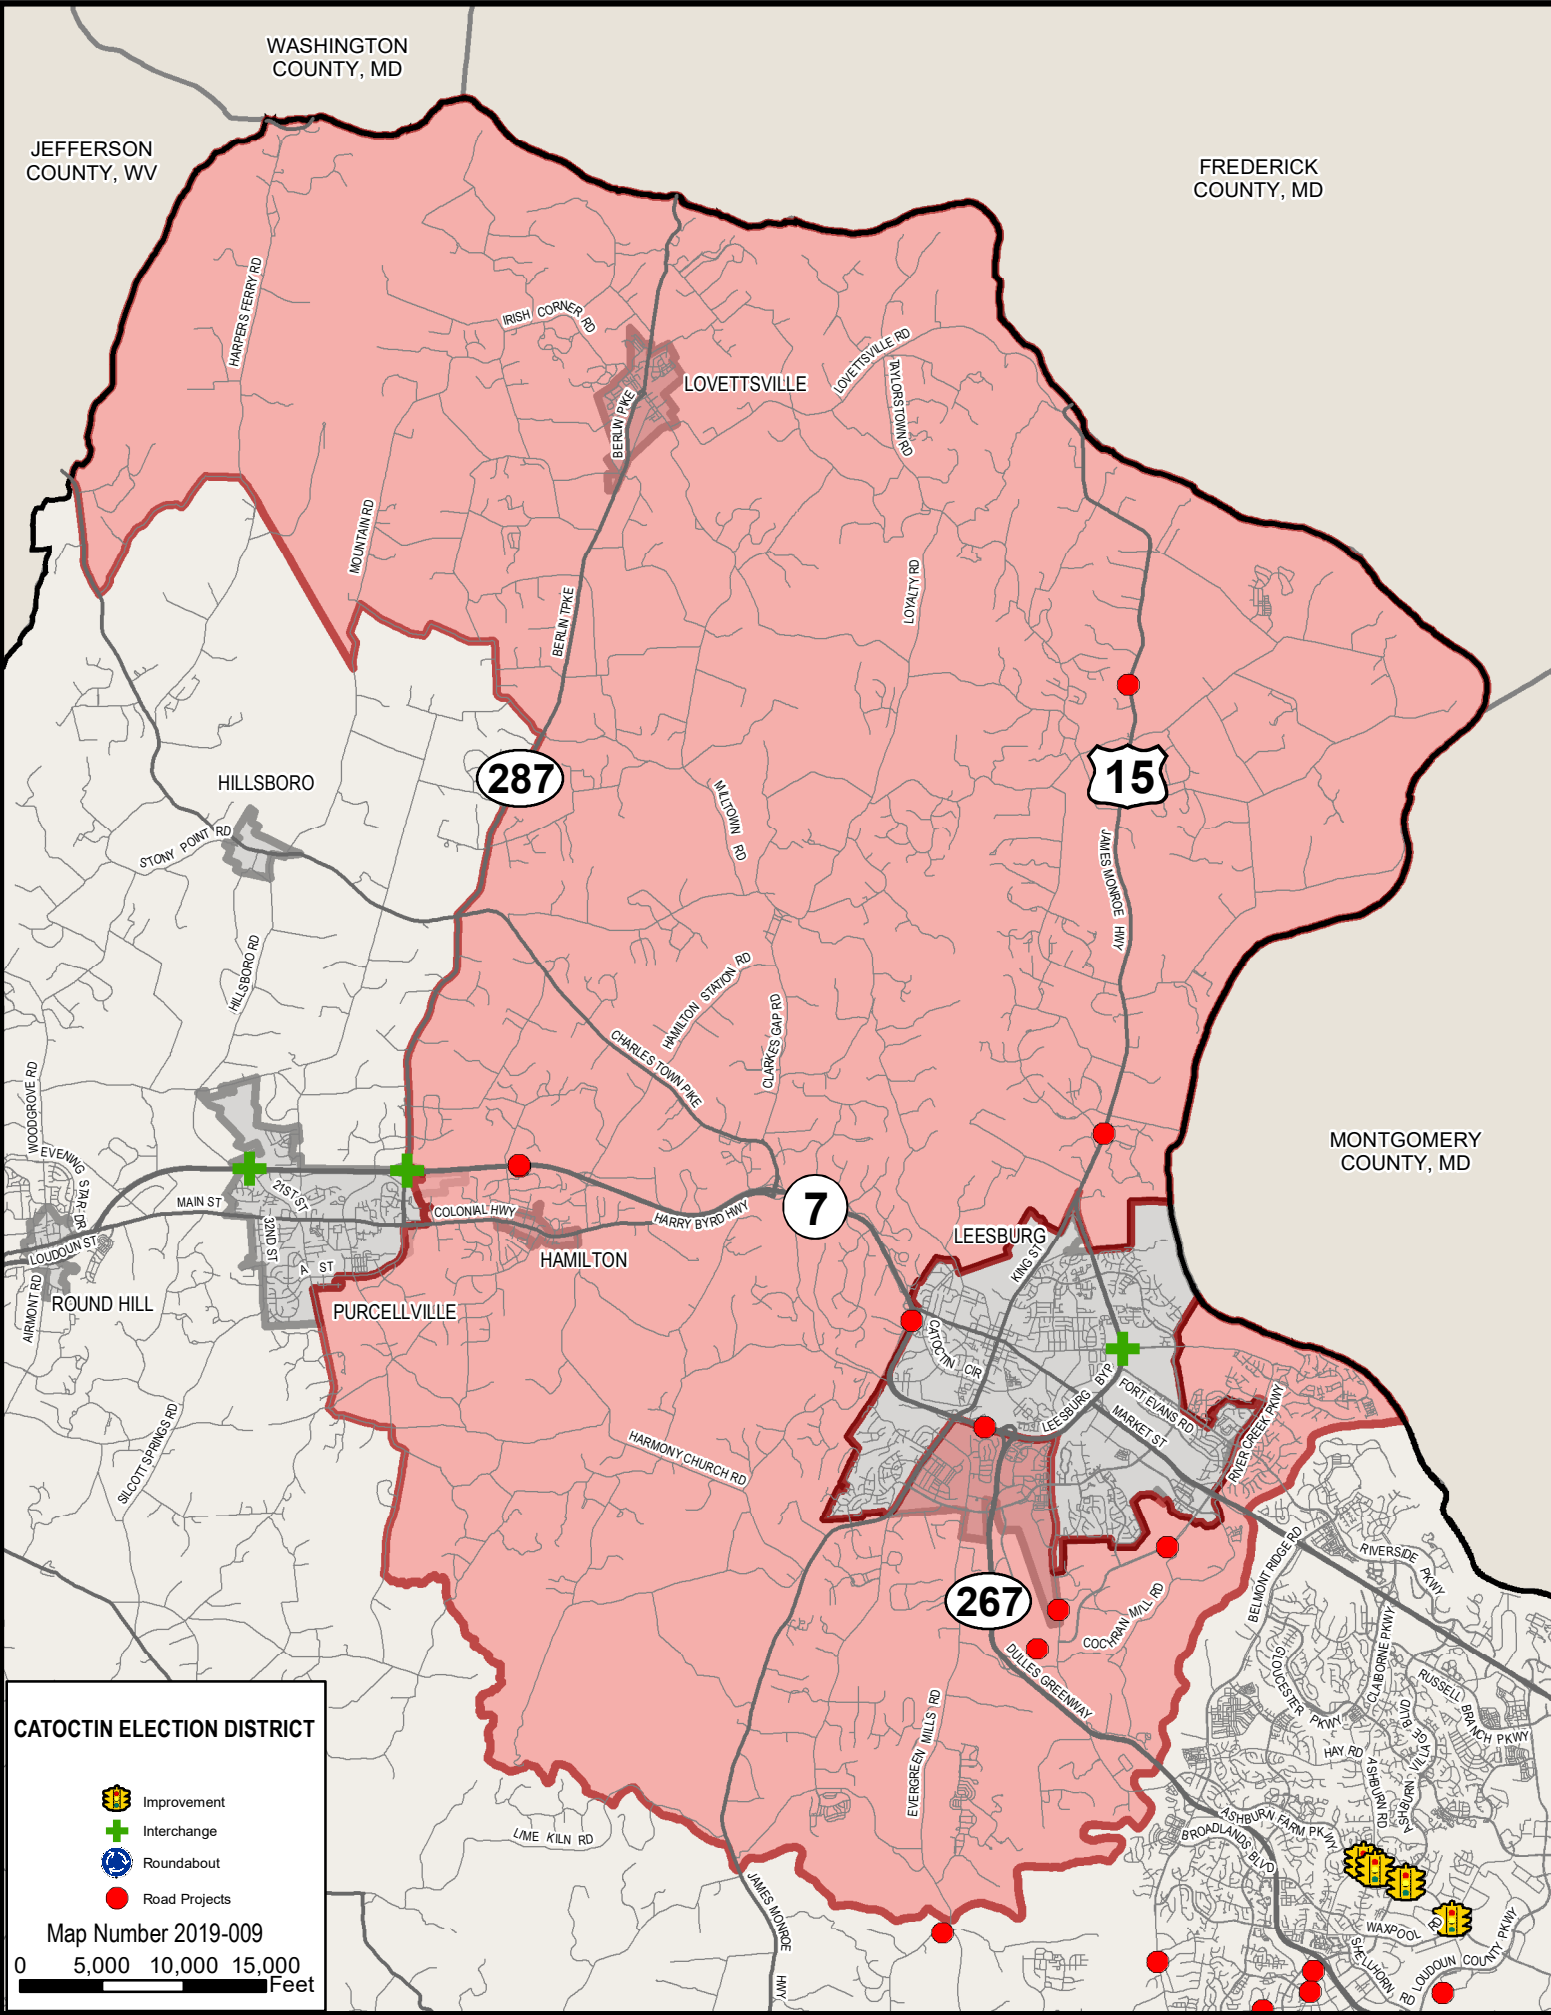 WASHINGTON
COUNTY, MD
JEFFERSON
COUNTY, WV
FREDERICK
COUNTY, MD
HARPERS FERRY RD
IRISH CORNER RD
LOVETTSVILLE RD
LOVETTSVILLE
TAYLORSTOWN RD
BERLIN PIKE
MOUNTAIN RD
LOYALTY RD
BERLIN TPKE
287
15
HILLSBORO
STONY POINT RD
MILLTOWN RD
JAMES MONROE HWY
HILLSBORO RD
HAMILTON STATION RD
CLARKES GAP RD
CHARLES TOWN PIKE
WOODGROVE RD
EVENING STAR DR
MONTGOMERY
COUNTY, MD
21ST ST
MAIN ST
32ND ST
COLONIAL HWY
HARRY BYRD HWY
7
LEESBURG
KING ST
LOUDOUN ST
A ST
HAMILTON
AIRMONT RD
ROUND HILL
PURCELLVILLE
CATOCTIN CIR
LEESBURG BYP
FORT EVANS RD
MARKET ST
RIVER CREEK PKWY
SILCOTT SPRINGS RD
HARMONY CHURCH RD
BELMONT RIDGE RD
RIVERSIDE PKWY
267
COCHRAN MILL RD
DULLES GREENWAY
EVERGREEN MILLS RD
GLOUCESTER PKWY
CLAIBORNE PKWY
RUSSELL BRANCH PKWY
HAY RD
ASHBURN RD
ASHBURN VILLAGE BLVD
ASHBURN FARM PKWY
BROADLANDS BLVD
LIME KILN RD
JAMES MONROE HWY
WAXPOOL RD
SHELLHORN RD
LOUDOUN COUNTY PKWY
CATOCTIN ELECTION DISTRICT
Improvement
Interchange
Roundabout
Road Projects
Map Number 2019-009
0 5,000 10,000 15,000
Feet